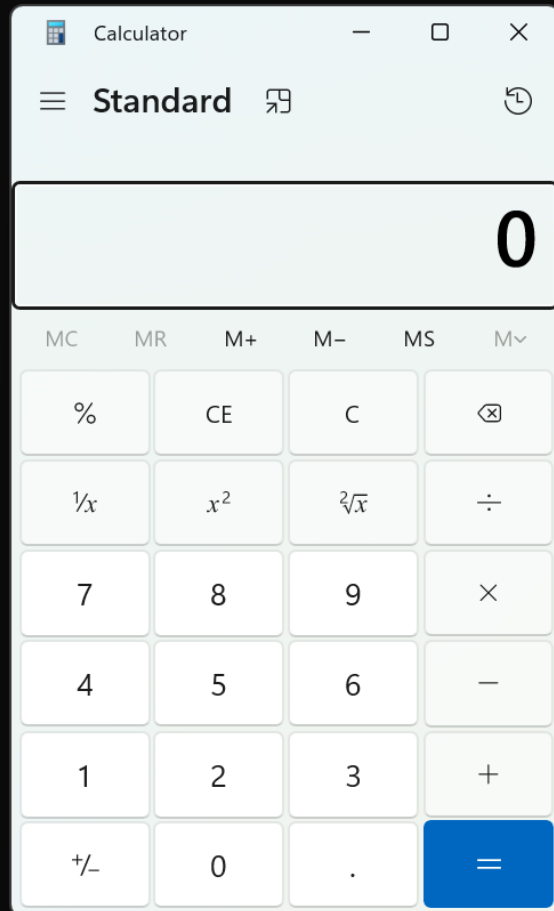 Calculator
Standard
0
MC MR M+ M− MS M
% CE C
¹⁄x x² ²√x ÷
7 8 9 ×
4 5 6 −
1 2 3 +
+/− 0 . =